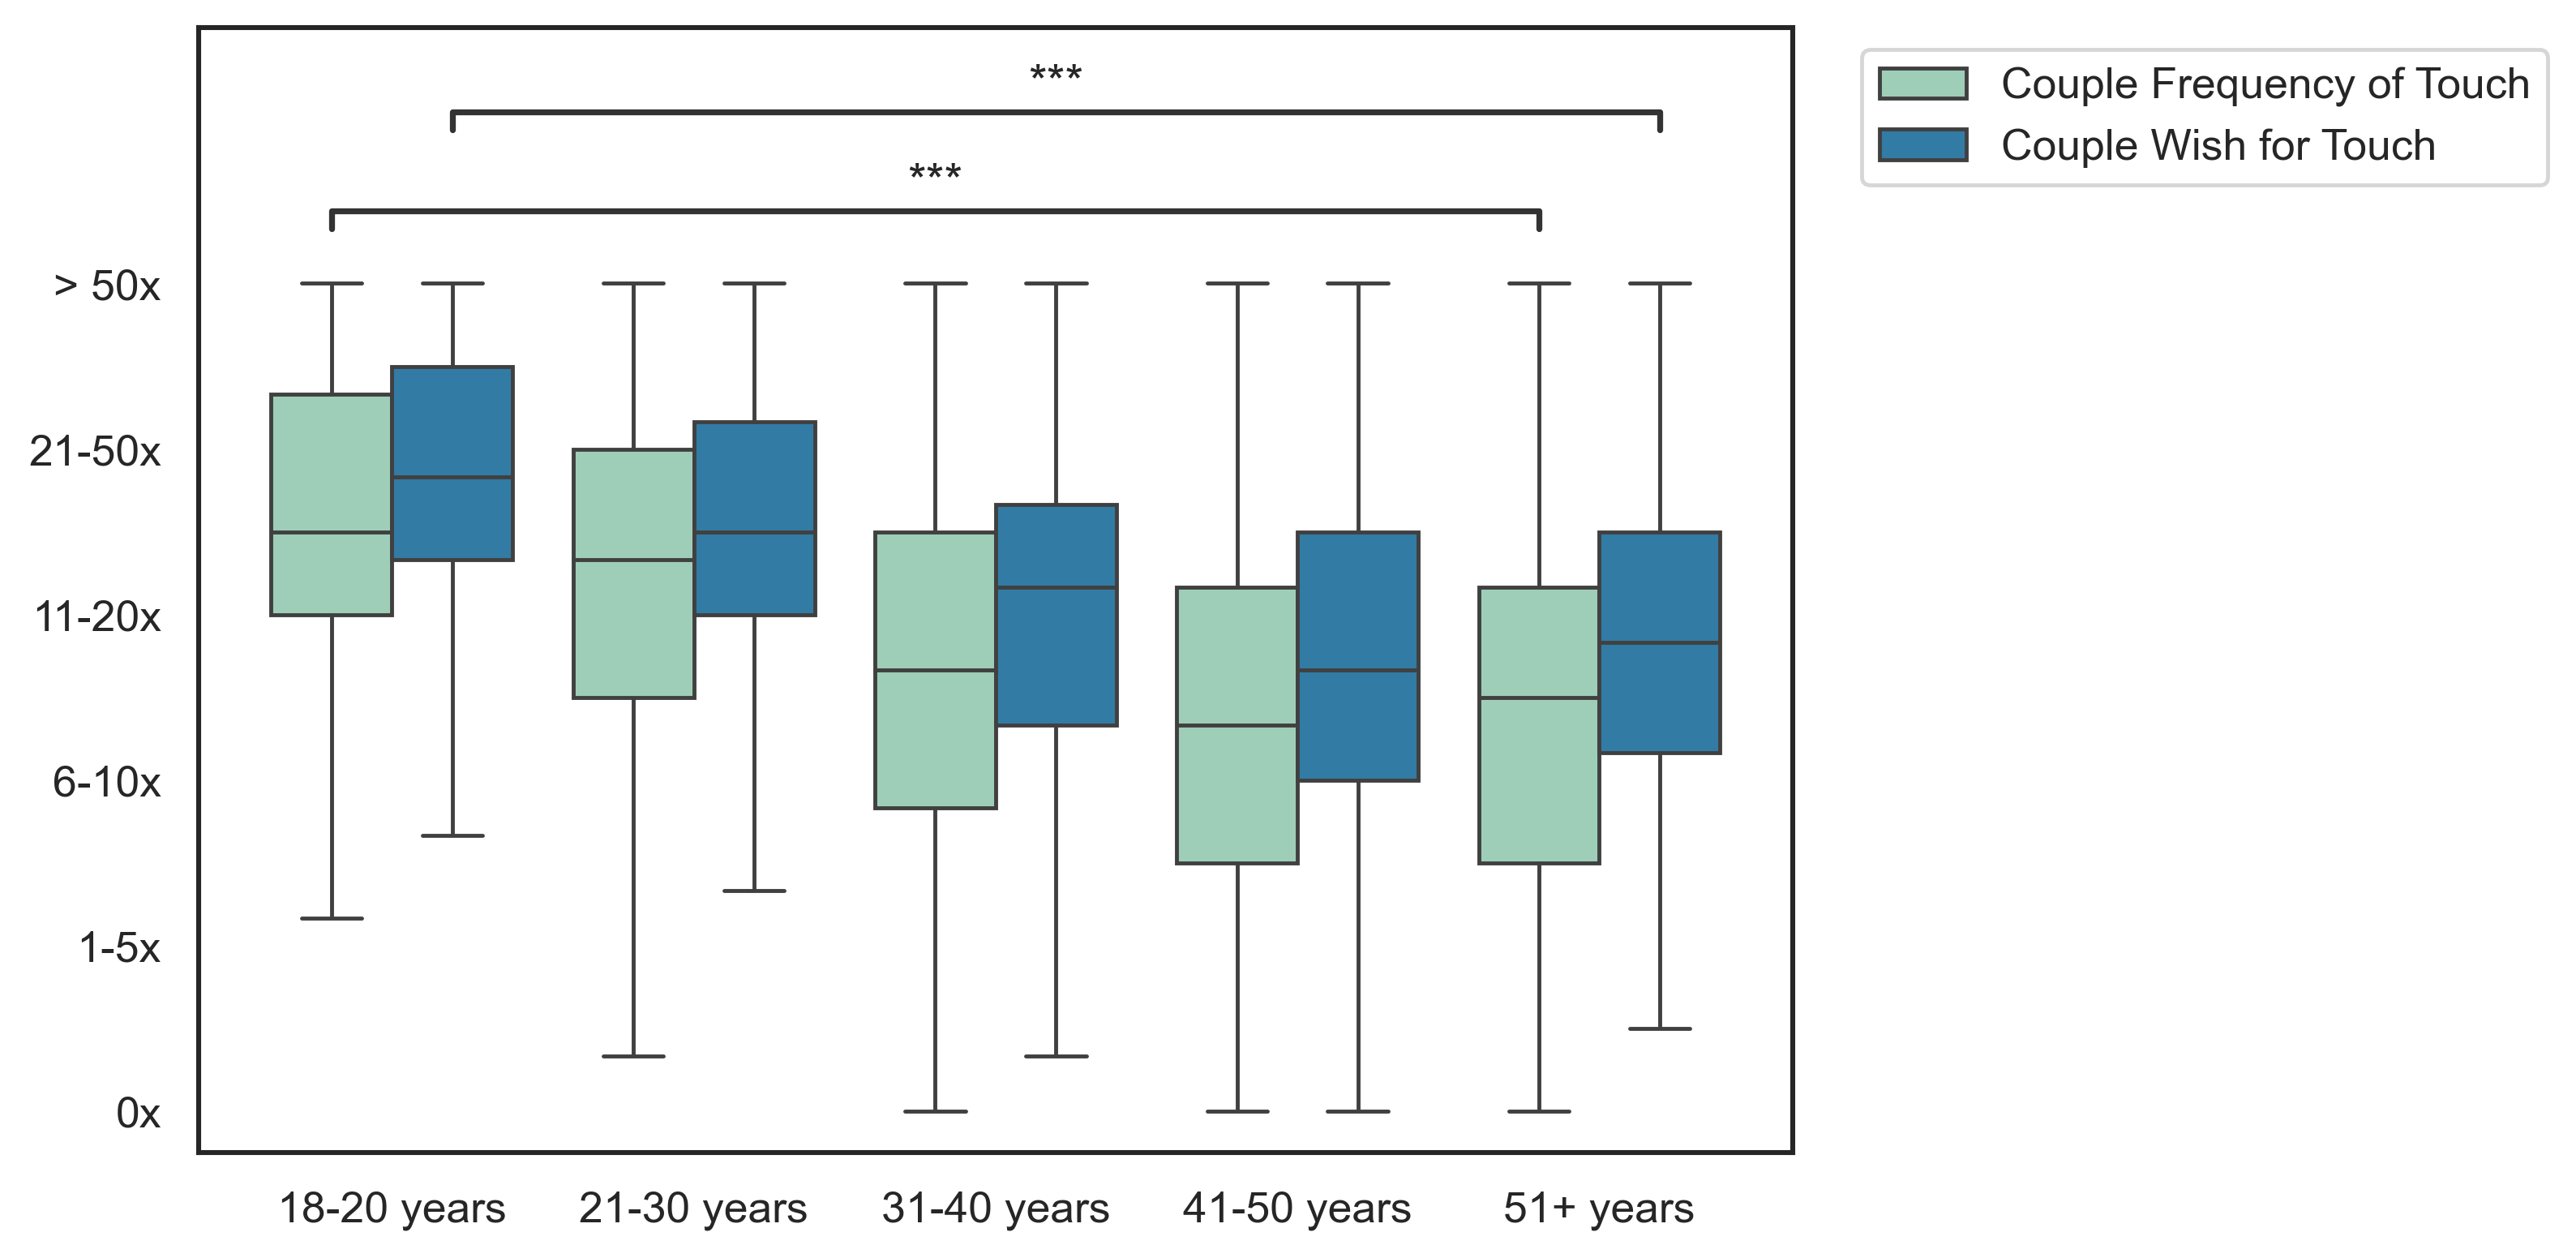 ***
***
Couple Frequency of Touch
Couple Wish for Touch
> 50x
21-50x
11-20x
6-10x
1-5x
0x
18-20 years
21-30 years
31-40 years
41-50 years
51+ years